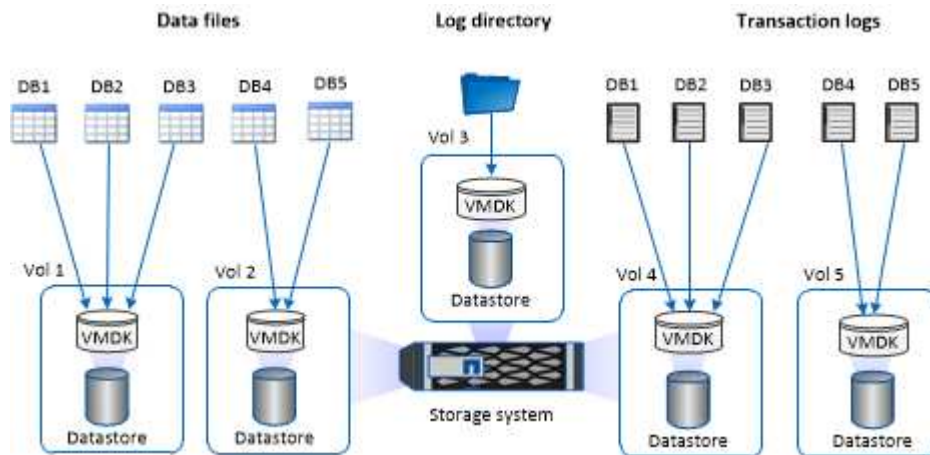 Data files
Log directory
Transaction logs
DB1 DB2 DB3 DB4 DB5
DB1 DB2 DB3 DB4 DB5
Vol 3
VMDK
Datastore
Vol 1
VMDK
Datastore
Vol 2
VMDK
Datastore
Storage system
Vol 4
VMDK
Datastore
Vol 5
VMDK
Datastore